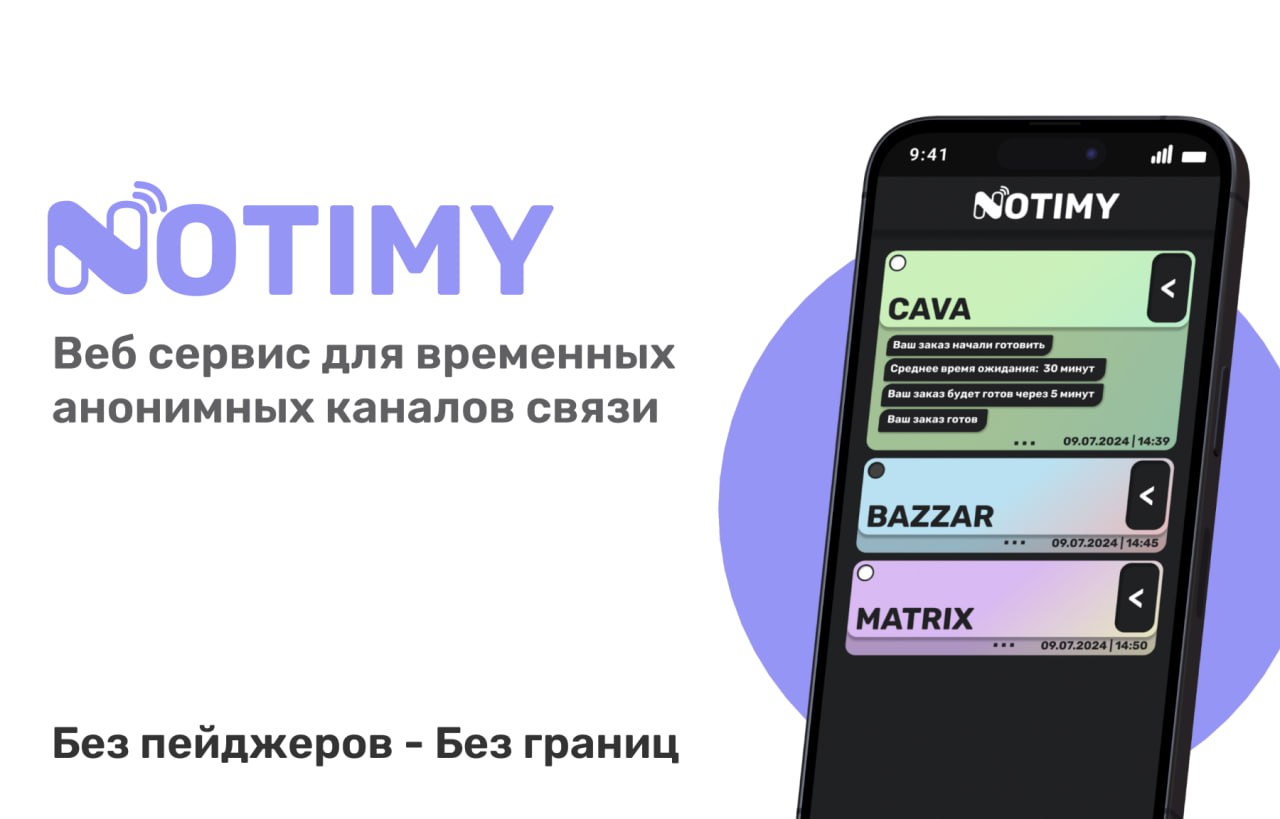 NOTIMY
Веб сервис для временных
анонимных каналов связи
Без пейджеров - Без границ
9:41
NOTIMY
<
CAVA
Ваш заказ начали готовить
Среднее время ожидания: 30 минут
Ваш заказ будет готов через 5 минут
Ваш заказ готов
... 09.07.2024 | 14:39
<
BAZZAR
... 09.07.2024 | 14:45
<
MATRIX
... 09.07.2024 | 14:50